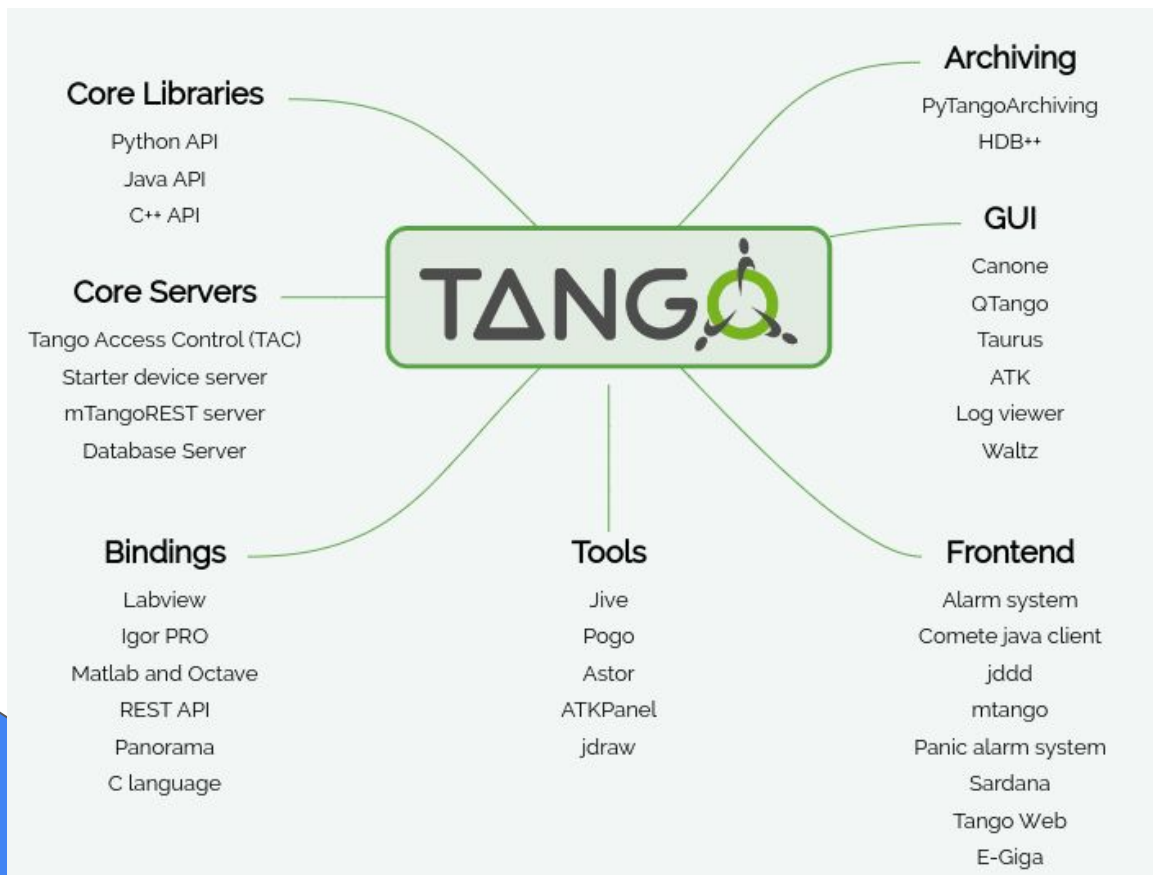 Core Libraries
Python API
Java API
C++ API
Core Servers
Tango Access Control (TAC)
Starter device server
mTangoREST server
Database Server
Bindings
Labview
Igor PRO
Matlab and Octave
REST API
Panorama
C language
TANGO
Tools
Jive
Pogo
Astor
ATKPanel
jdraw
Archiving
PyTangoArchiving
HDB++
GUI
Canone
QTango
Taurus
ATK
Log viewer
Waltz
Frontend
Alarm system
Comete java client
jddd
mtango
Panic alarm system
Sardana
Tango Web
E-Giga